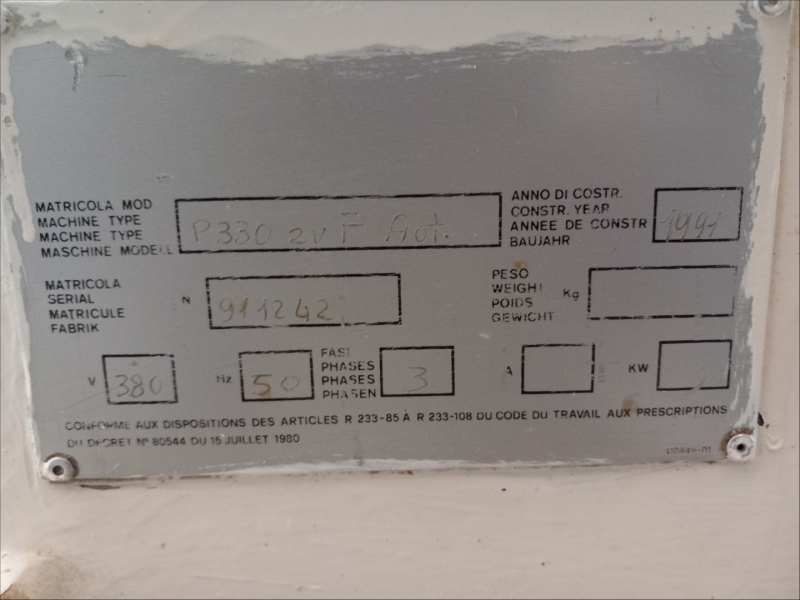 MATRICOLA MOD
MACHINE TYPE
MACHINE TYPE
MASCHINE MODELL
P330 2V F Aut.
ANNO DI COSTR.
CONSTR. YEAR
ANNEE DE CONSTR
BAUJAHR
1991
MATRICOLA
SERIAL
MATRICULE
FABRIK
N
911242
PESO
WEIGHT
POIDS
GEWICHT
Kg
V
380
Hz
50
FASI
PHASES
PHASES
PHASEN
3
A
KW
CONFORME AUX DISPOSITIONS DES ARTICLES R 233-85 À R 233-108 DU CODE DU TRAVAIL AUX PRESCRIPTIONS
DU DECRET Nº 80544 DU 15 JUILLET 1980